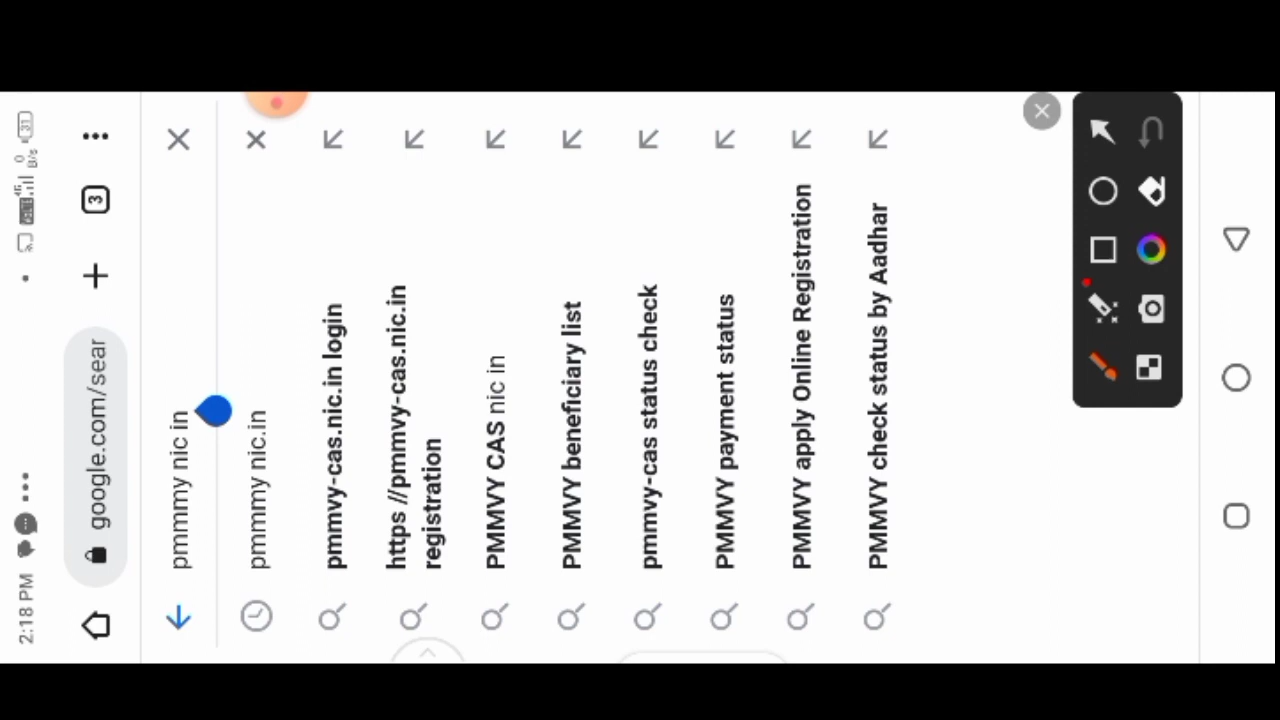 2:18 PM
0 B/s
31
google.com/sear
3
pmmmy nic in
pmmmy nic.in
pmmvy-cas.nic.in login
https //pmmvy-cas.nic.in
registration
PMMVY CAS nic in
PMMVY beneficiary list
pmmvy-cas status check
PMMVY payment status
PMMVY apply Online Registration
PMMVY check status by Aadhar